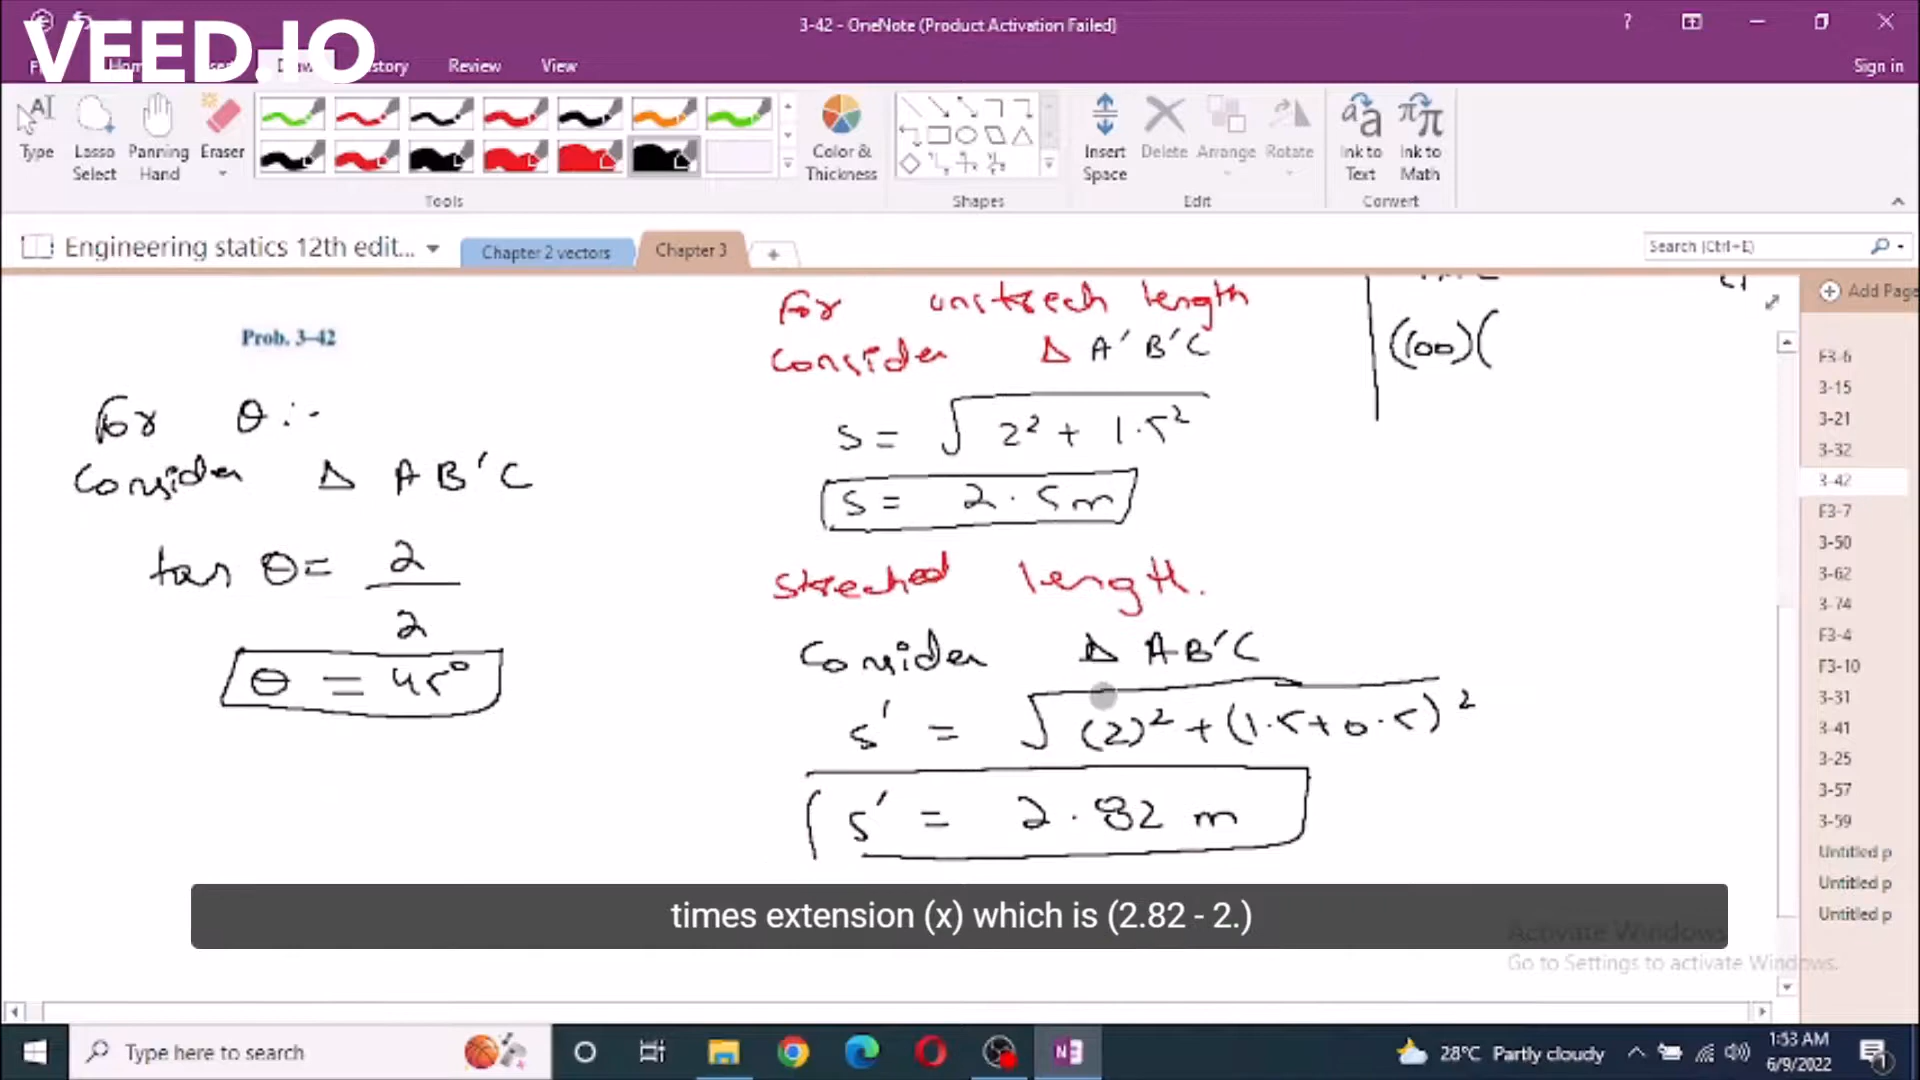 VEED.IO
3-42 - OneNote (Product Activation Failed)
?
Review
View
Sign in
Type
Lasso Select
Panning Hand
Eraser
Color & Thickness
Insert Space
Delete
Arrange
Rotate
Ink to Text
Ink to Math
Tools
Shapes
Edit
Convert
Engineering statics 12th edit...
Chapter 2 vectors
Chapter 3
+
Search (Ctrl+E)
Prob. 3-42
For θ :-
Consider Δ AB'C
tan θ = 2
2
θ = 45°
For unstrech length
Consider Δ A'B'C
S = √ 2² + 1.5²
S = 2.5m
Streched length.
Consider Δ AB'C
s' = √ (2)² + (1.5+0.5)²
s' = 2.82 m
(100)(
Add Page
F3-6
3-15
3-21
3-32
3-42
F3-7
3-50
3-62
3-74
F3-4
F3-10
3-31
3-41
3-25
3-57
3-59
Untitled p
Untitled p
Untitled p
times extension (x) which is (2.82 - 2.)
Activate Windows
Go to Settings to activate Windows.
Type here to search
28°C Partly cloudy
1:53 AM
6/9/2022
1